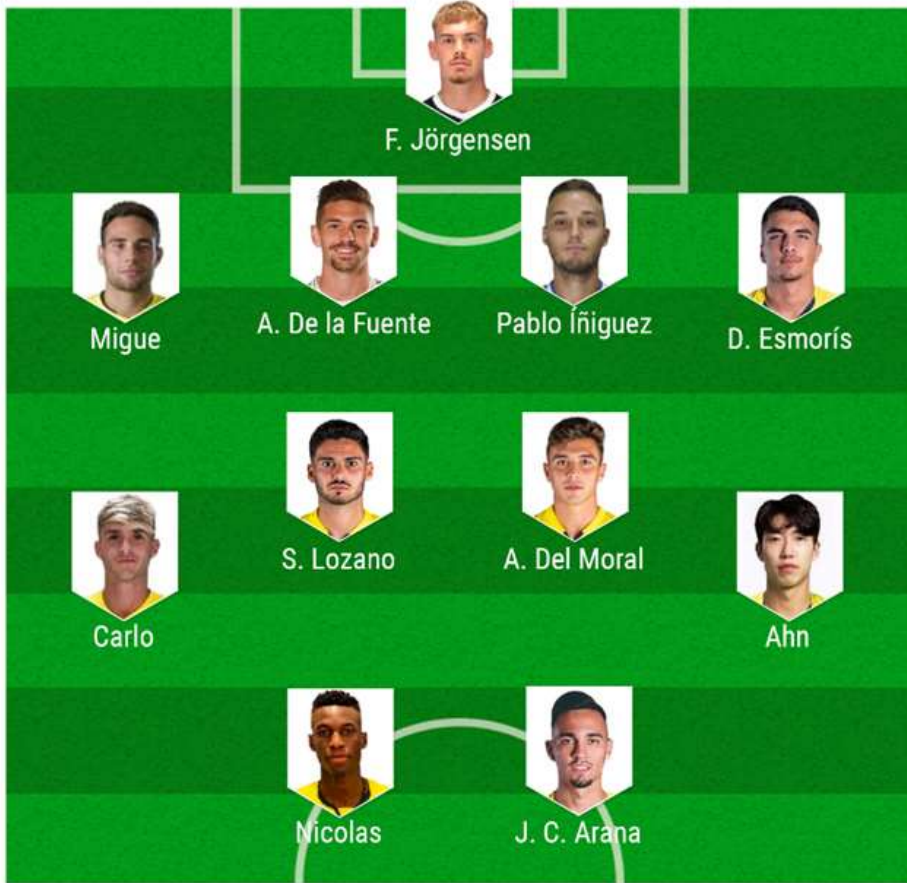 F. Jörgensen
Migue
A. De la Fuente
Pablo Íñiguez
D. Esmorís
S. Lozano
A. Del Moral
Carlo
Ahn
Nicolas
J. C. Arana